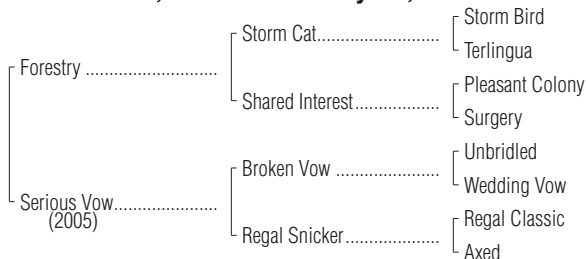 Storm Bird
Storm Cat
Terlingua
Forestry
Pleasant Colony
Shared Interest
Surgery
Unbridled
Broken Vow
Wedding Vow
Serious Vow
(2005)
Regal Classic
Regal Snicker
Axed